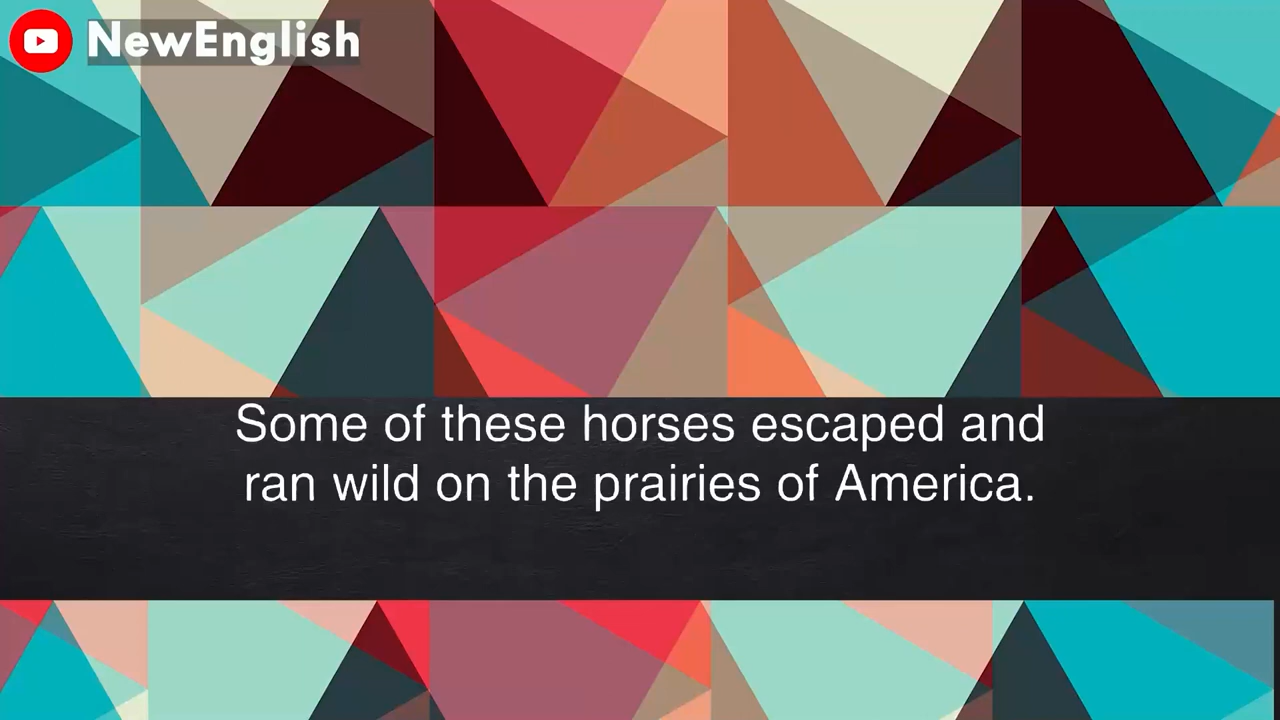 NewEnglish
Some of these horses escaped and
ran wild on the prairies of America.